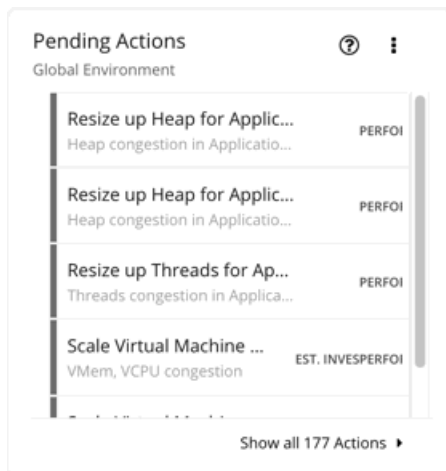 Pending Actions
Global Environment
Resize up Heap for Applic...
Heap congestion in Applicatio...
PERFOI
Resize up Heap for Applic...
Heap congestion in Applicatio...
PERFOI
Resize up Threads for Ap...
Threads congestion in Applica...
PERFOI
Scale Virtual Machine ...
VMem, VCPU congestion
EST. INVESPERFOI
Show all 177 Actions